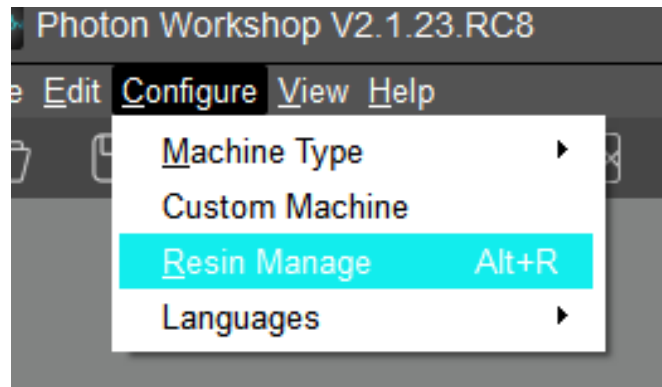 Photon Workshop V2.1.23.RC8
e Edit Configure View Help
Machine Type
Custom Machine
Resin Manage Alt+R
Languages